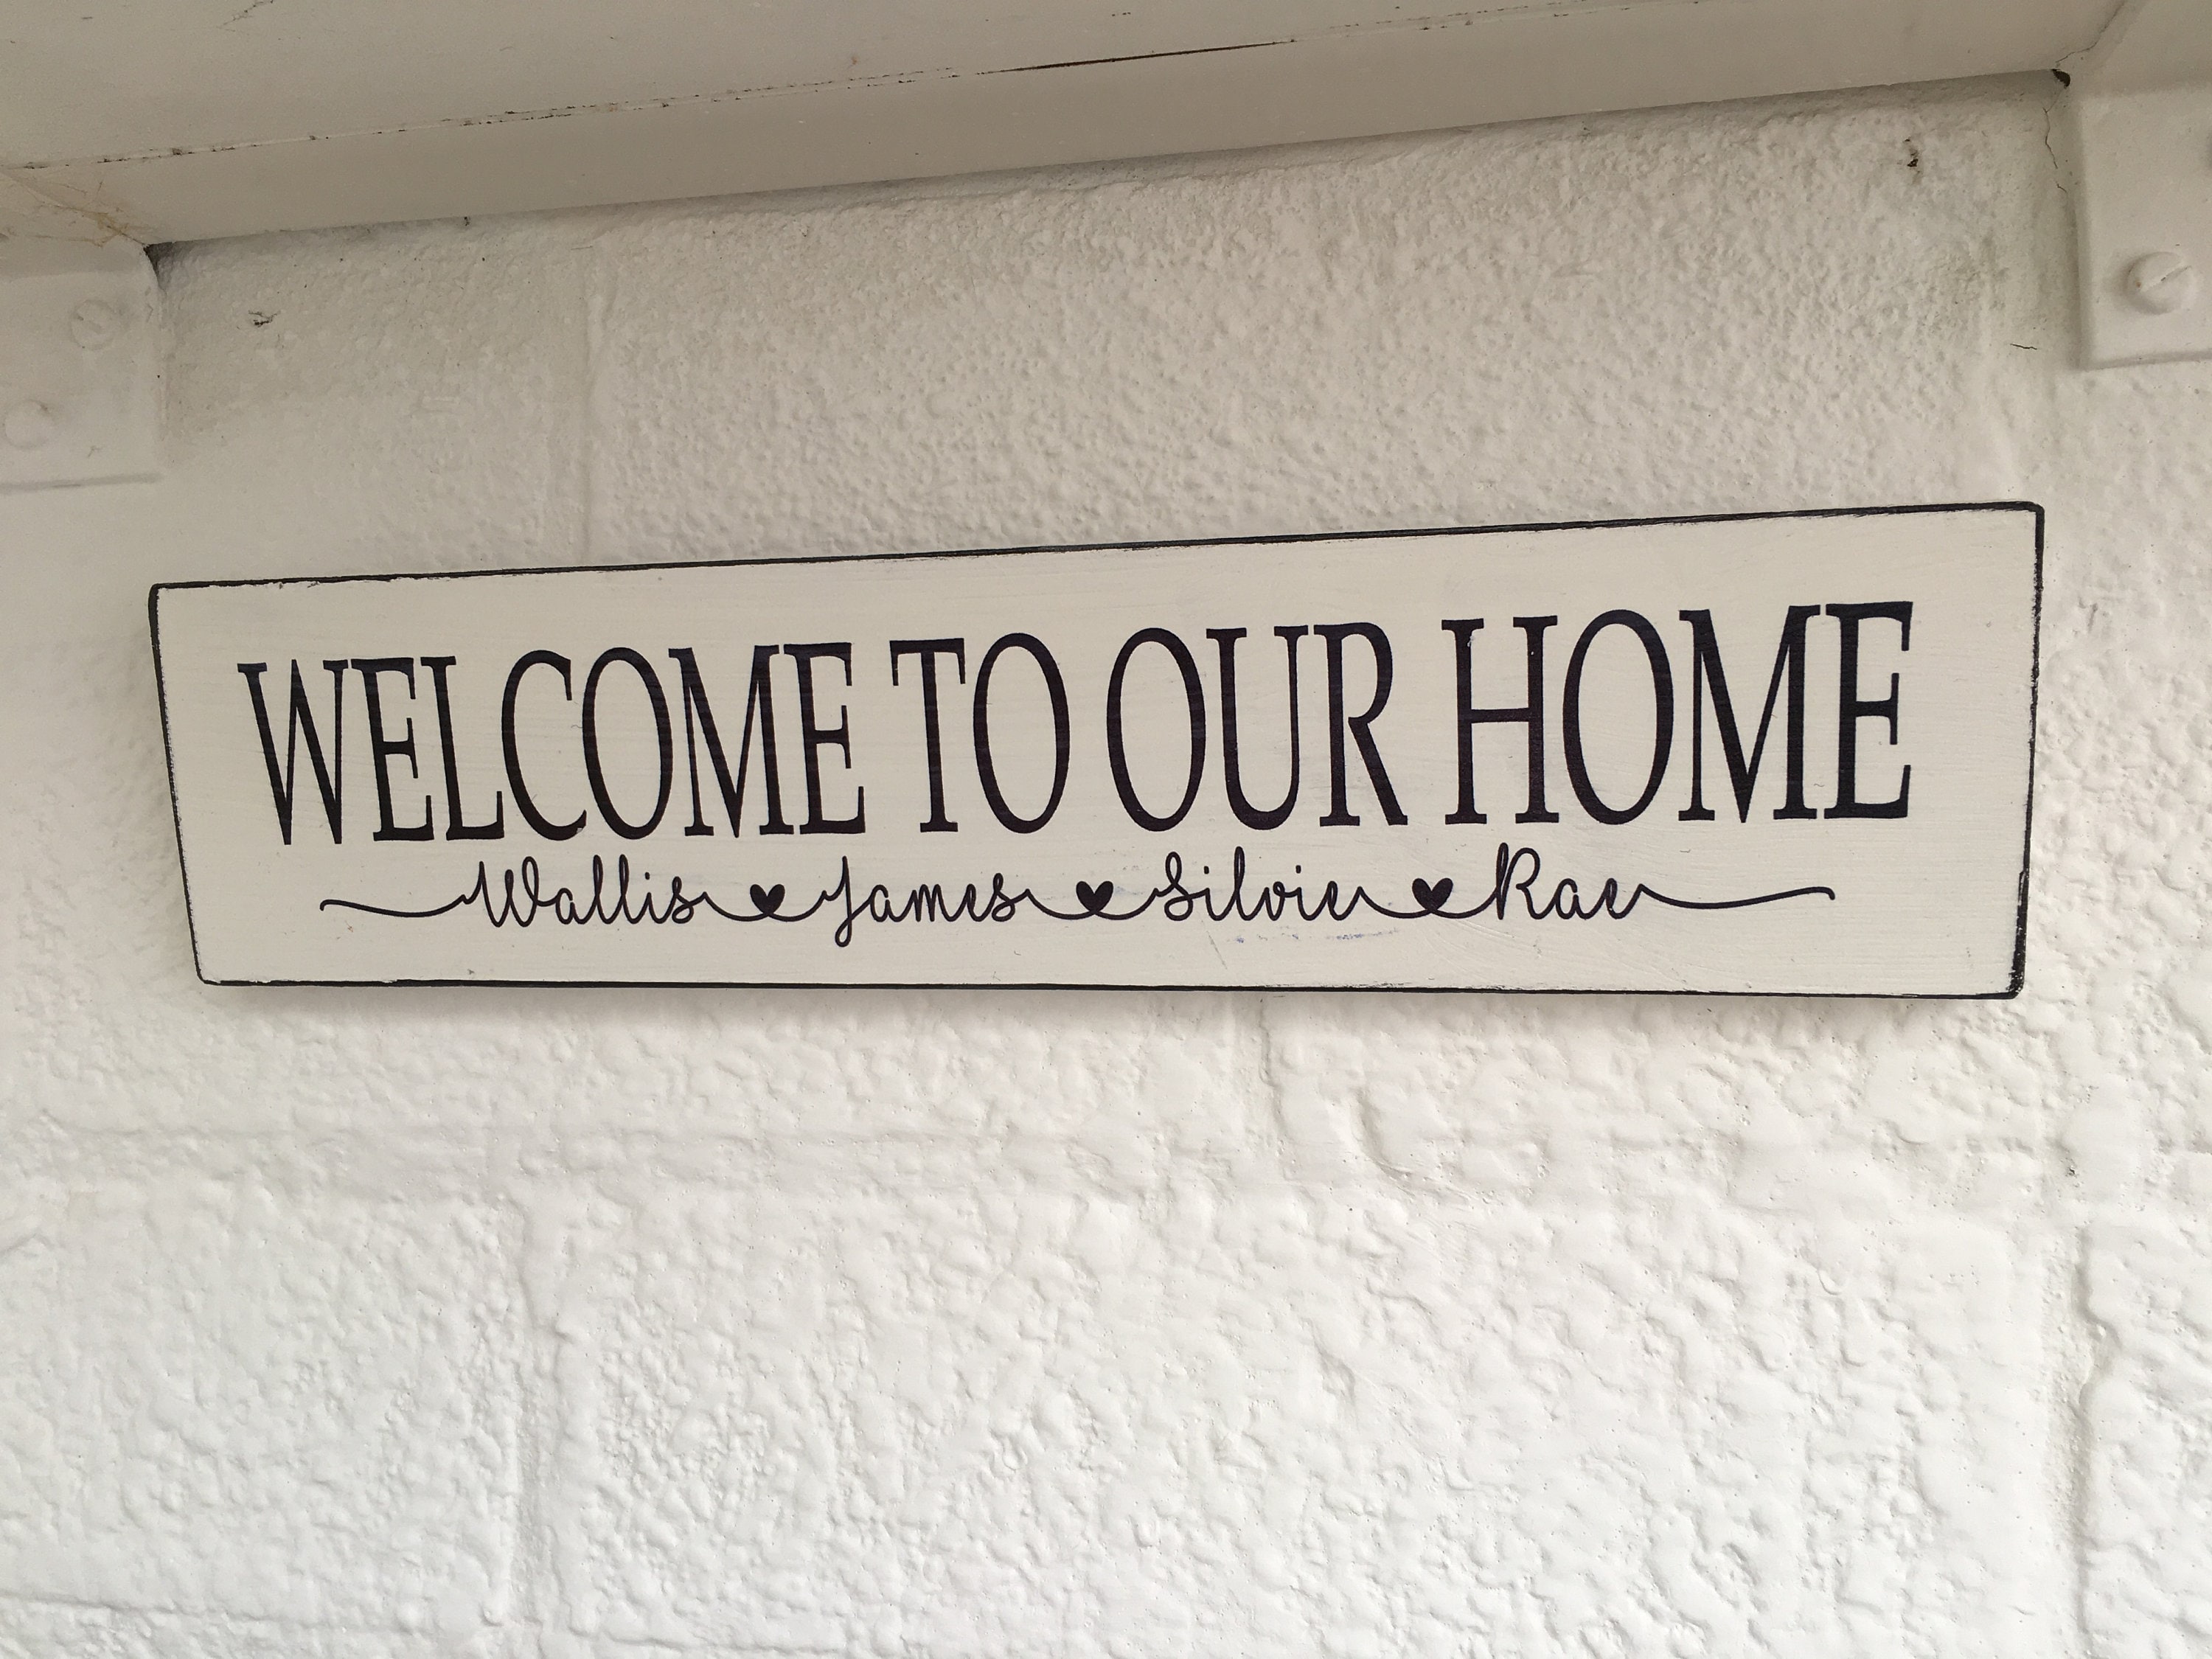 WELCOME TO OUR HOME
Wallis ♥ James ♥ Silvie ♥ Rae